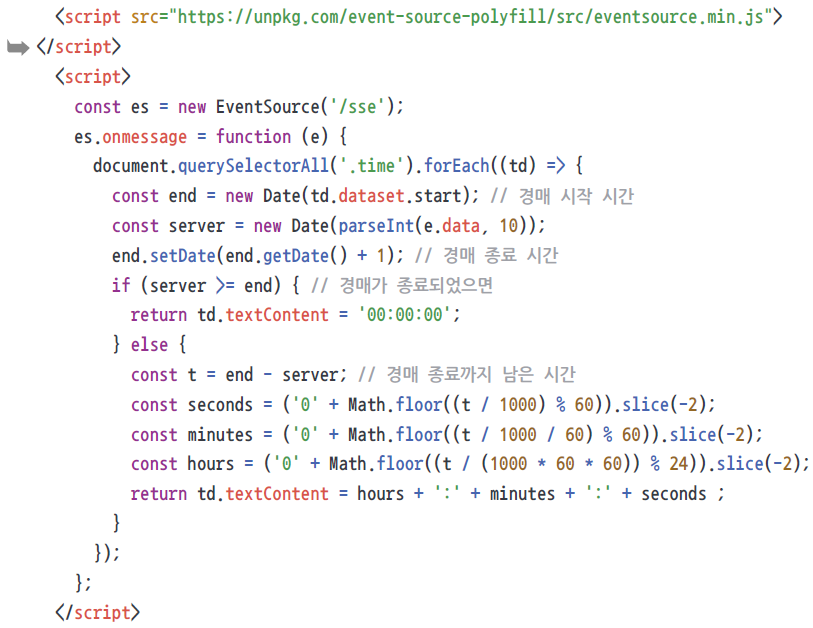 <script src="https://unpkg.com/event-source-polyfill/src/eventsource.min.js">
</script>
<script>
  const es = new EventSource('/sse');
  es.onmessage = function (e) {
    document.querySelectorAll('.time').forEach((td) => {
      const end = new Date(td.dataset.start); // 경매 시작 시간
      const server = new Date(parseInt(e.data, 10));
      end.setDate(end.getDate() + 1); // 경매 종료 시간
      if (server >= end) { // 경매가 종료되었으면
        return td.textContent = '00:00:00';
      } else {
        const t = end - server; // 경매 종료까지 남은 시간
        const seconds = ('0' + Math.floor((t / 1000) % 60)).slice(-2);
        const minutes = ('0' + Math.floor((t / 1000 / 60) % 60)).slice(-2);
        const hours = ('0' + Math.floor((t / (1000 * 60 * 60)) % 24)).slice(-2);
        return td.textContent = hours + ':' + minutes + ':' + seconds ;
      }
    });
  };
</script>